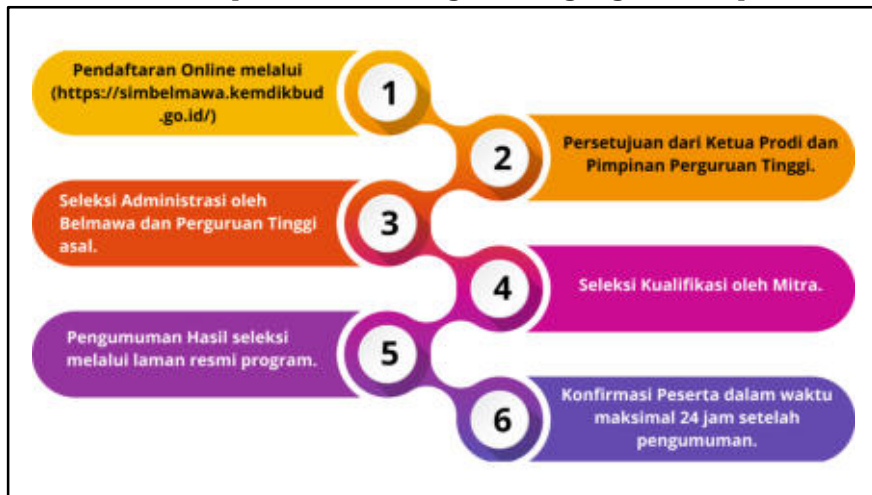 Pendaftaran Online melalui
(https://simbelmawa.kemdikbud
.go.id/)
1
2
Persetujuan dari Ketua Prodi dan
Pimpinan Perguruan Tinggi.
Seleksi Administrasi oleh
Belmawa dan Perguruan Tinggi
asal.
3
4
Seleksi Kualifikasi oleh Mitra.
Pengumuman Hasil seleksi
melalui laman resmi program.
5
6
Konfirmasi Peserta dalam waktu
maksimal 24 jam setelah
pengumuman.